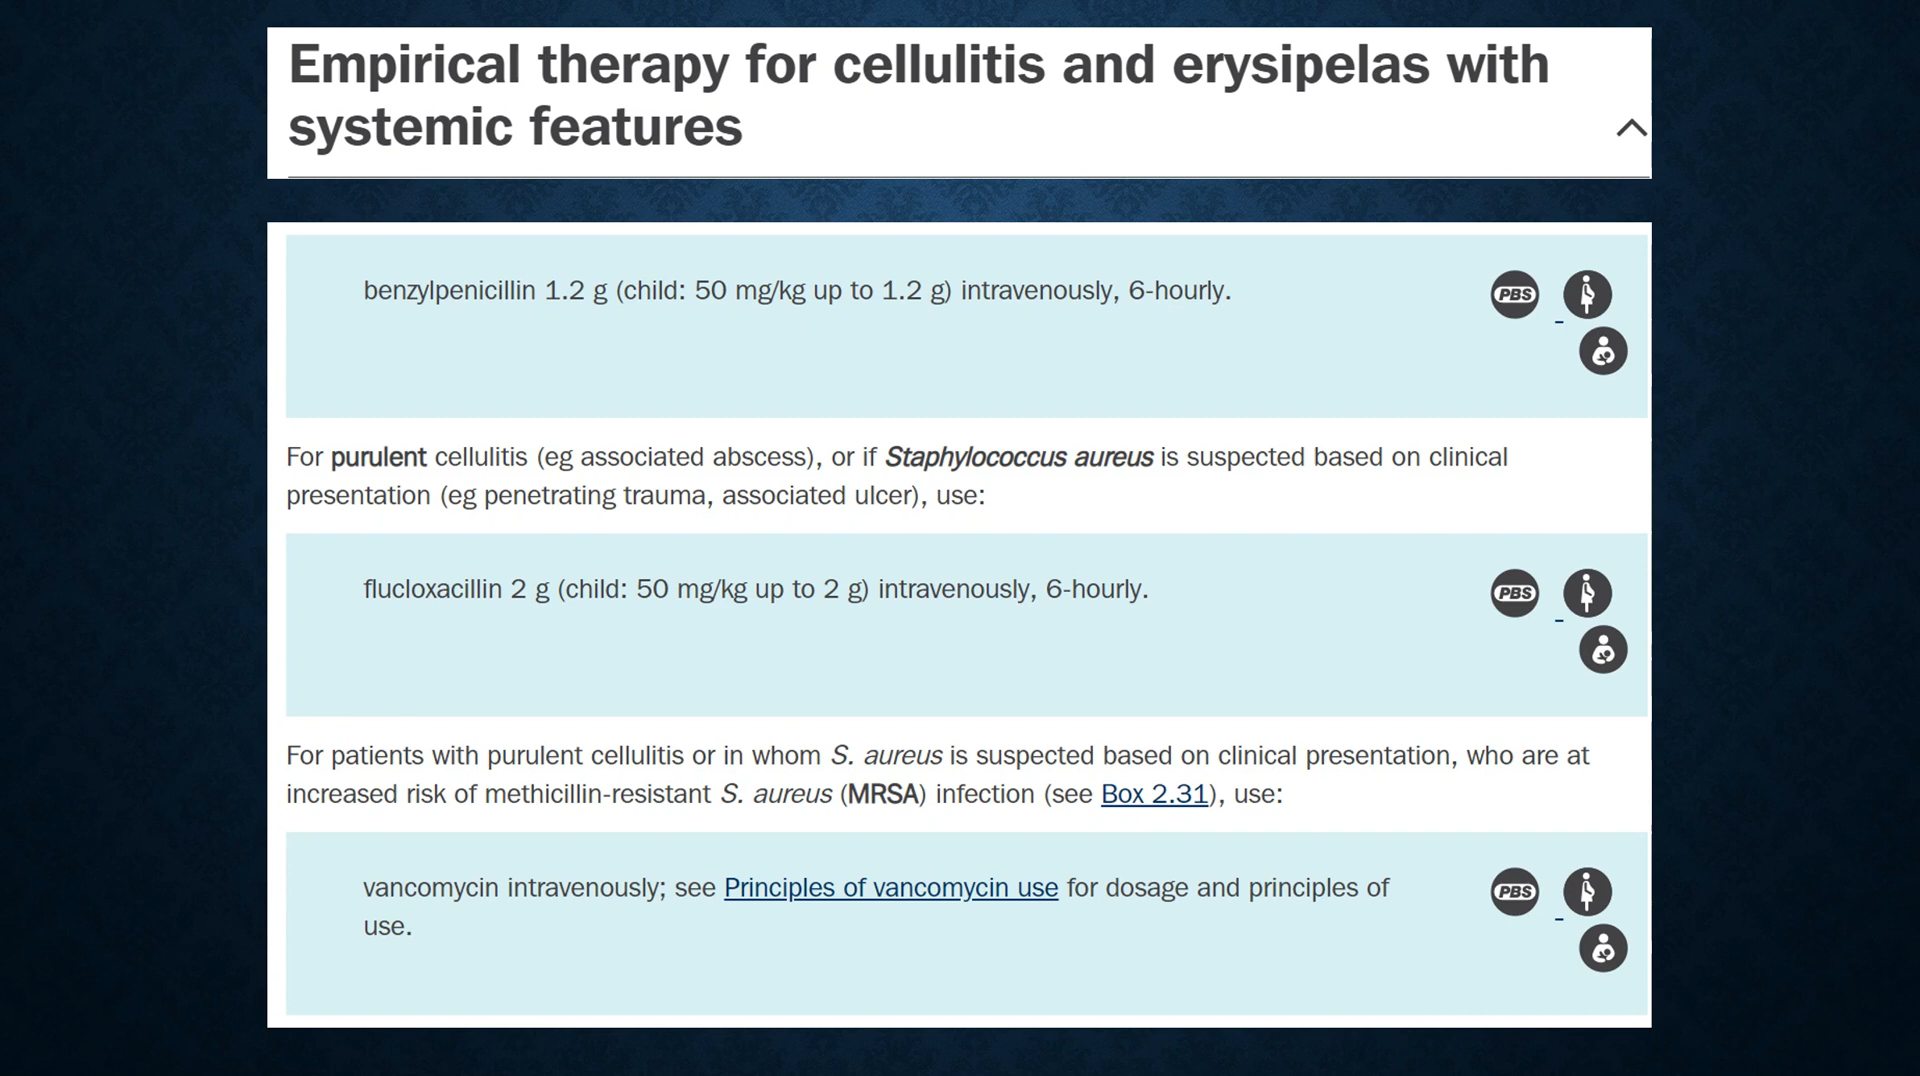 Empirical therapy for cellulitis and erysipelas with
systemic features
benzylpenicillin 1.2 g (child: 50 mg/kg up to 1.2 g) intravenously, 6-hourly.
PBS
For purulent cellulitis (eg associated abscess), or if Staphylococcus aureus is suspected based on clinical
presentation (eg penetrating trauma, associated ulcer), use:
flucloxacillin 2 g (child: 50 mg/kg up to 2 g) intravenously, 6-hourly.
PBS
For patients with purulent cellulitis or in whom S. aureus is suspected based on clinical presentation, who are at
increased risk of methicillin-resistant S. aureus (MRSA) infection (see Box 2.31), use:
vancomycin intravenously; see Principles of vancomycin use for dosage and principles of
use.
PBS